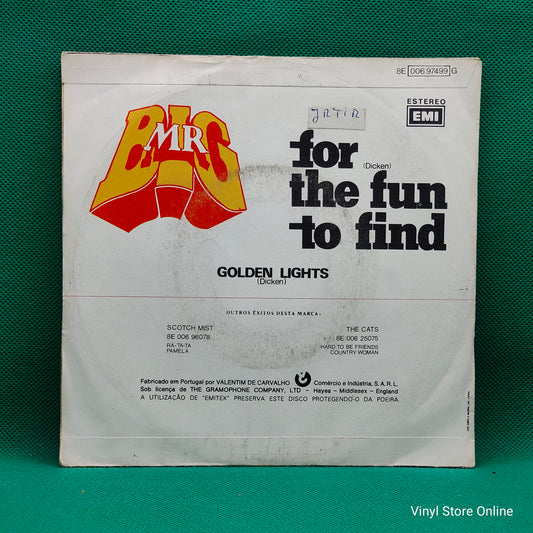 8E 006 97499 G
ESTEREO
EMI
MR
BIG
for
(Dicken)
the fun
to find
GOLDEN LIGHTS
(Dicken)
OUTROS ÊXITOS DESTA MARCA:
SCOTCH MIST
8E 006 96078
RA-TA-TA
PAMELA
THE CATS
8E 006 25075
HARD TO BE FRIENDS
COUNTRY WOMAN
Fabricado em Portugal por VALENTIM DE CARVALHO Comércio e Indústria, S. A. R. L.
Sob licença de THE GRAMOPHONE COMPANY, LTD – Hayes – Middlesex – England
A UTILIZAÇÃO DE "EMITEX" PRESERVA ESTE DISCO PROTEGENDO-O DA POEIRA
Vinyl Store Online